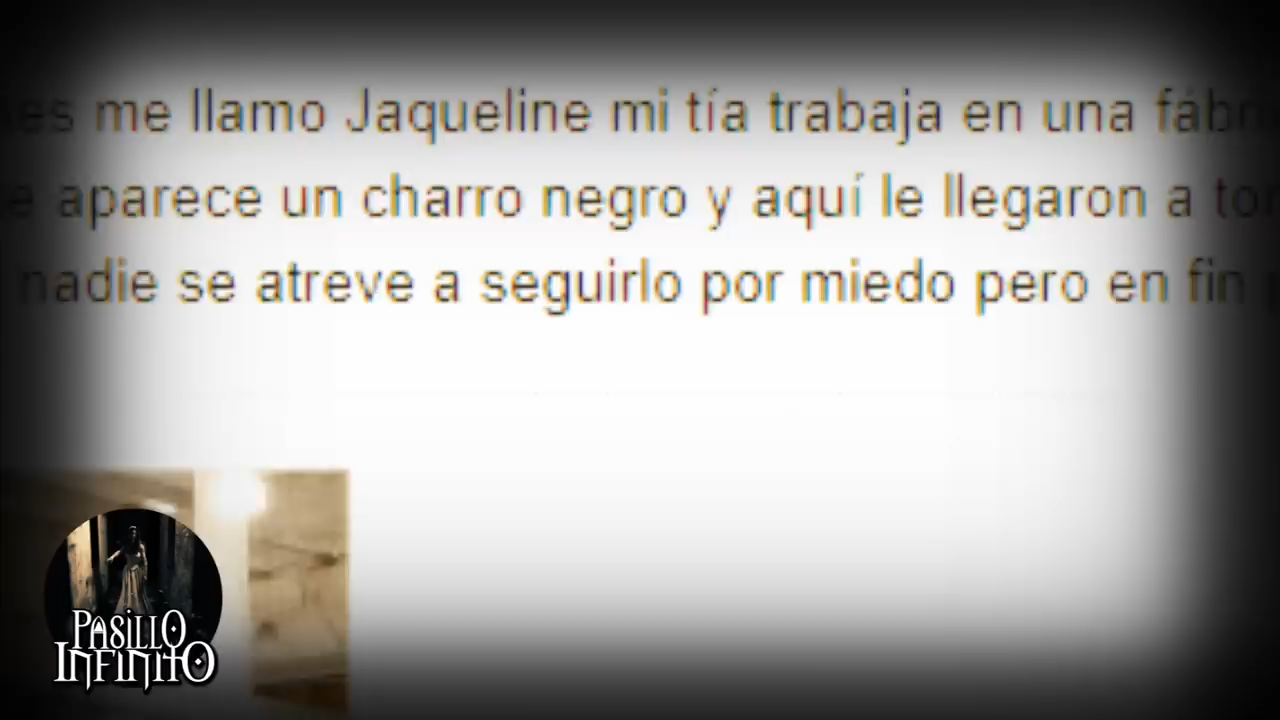 me llamo Jaqueline mi tía trabaja en una
aparece un charro negro y aquí le llegaron a
nadie se atreve a seguirlo por miedo pero en fin
PASILLO
INFINITO